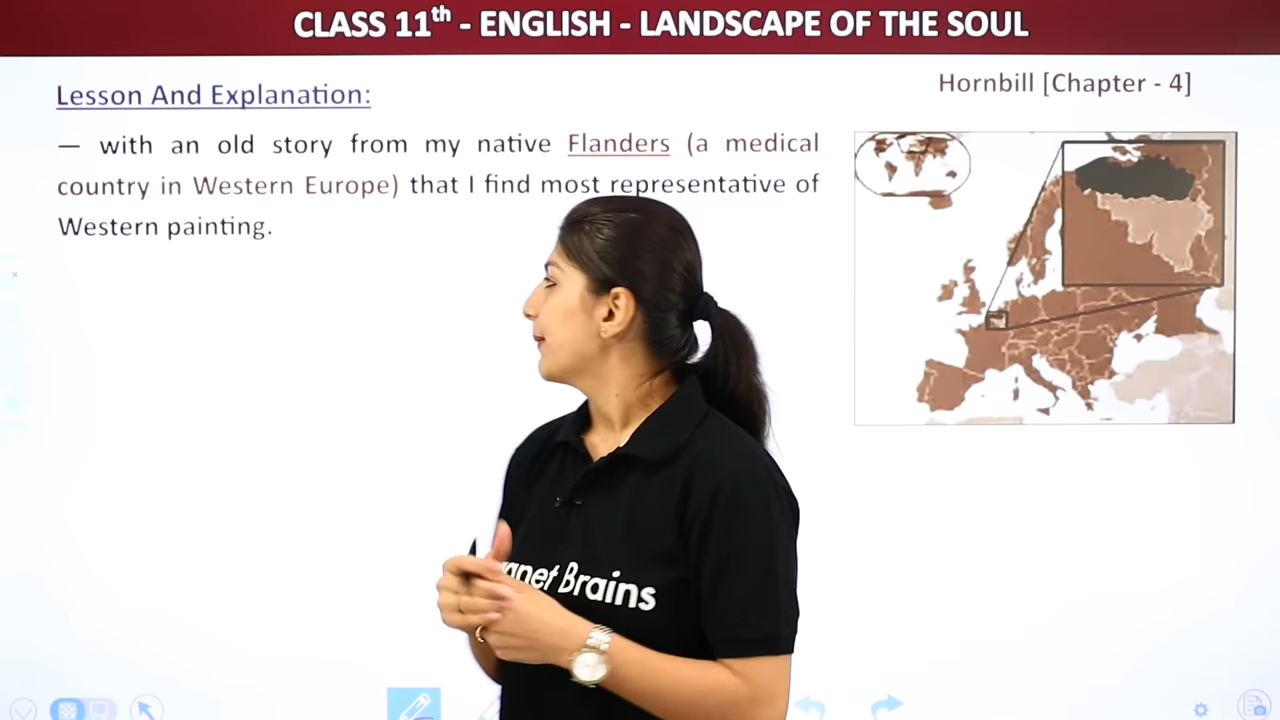 CLASS 11th - ENGLISH - LANDSCAPE OF THE SOUL
Hornbill [Chapter - 4]
Lesson And Explanation:
— with an old story from my native Flanders (a medical
country in Western Europe) that I find most representative of
Western painting.
anet Brains